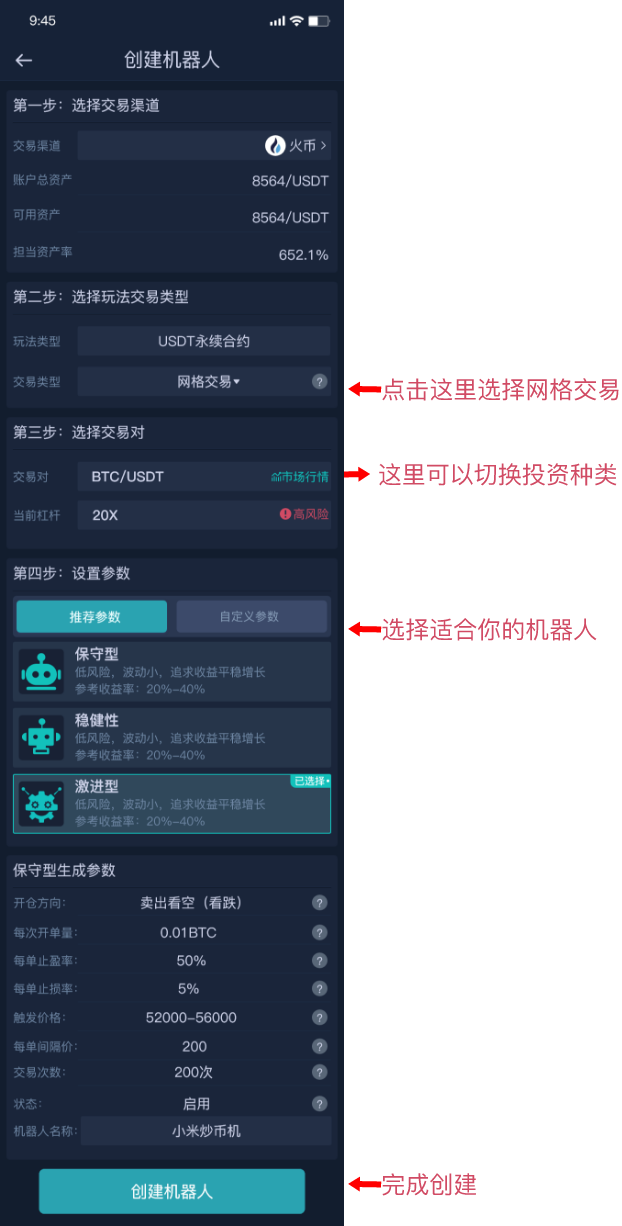 9:45
创建机器人
第一步：选择交易渠道
交易渠道 火币
账户总资产 8564/USDT
可用资产 8564/USDT
担当资产率 652.1%
第二步：选择玩法交易类型
玩法类型 USDT永续合约
交易类型 网格交易 ?
点击这里选择网格交易
第三步：选择交易对
交易对 BTC/USDT 市场行情
这里可以切换投资种类
当前杠杆 20X 高风险
第四步：设置参数
推荐参数 自定义参数
选择适合你的机器人
保守型
低风险，波动小，追求收益平稳增长
参考收益率：20%-40%
稳健性
低风险，波动小，追求收益平稳增长
参考收益率：20%-40%
已选择
激进型
低风险，波动小，追求收益平稳增长
参考收益率：20%-40%
保守型生成参数
开仓方向： 卖出看空（看跌） ?
每次开单量： 0.01BTC ?
每单止盈率： 50% ?
每单止损率： 5% ?
触发价格： 52000-56000 ?
每单间隔价： 200 ?
交易次数： 200次 ?
状态： 启用 ?
机器人名称： 小米炒币机
创建机器人
完成创建